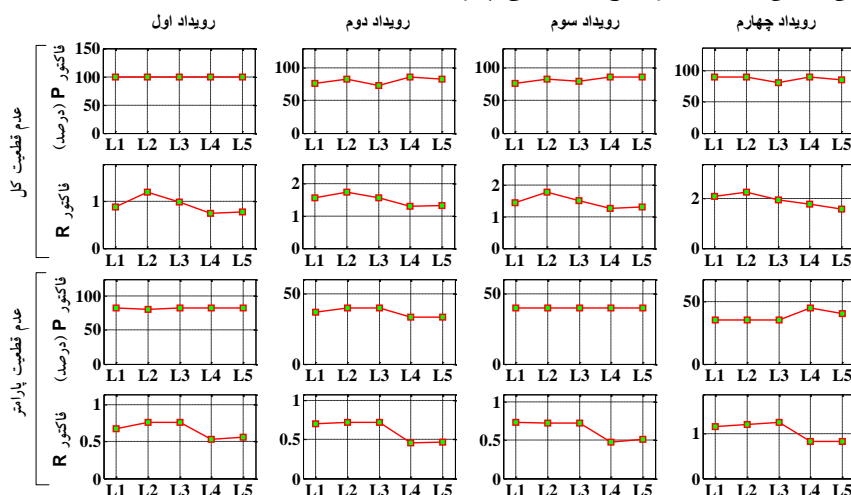 رویداد اول رویداد دوم رویداد سوم رویداد چهارم
عدم قطعیت کل
فاکتور P (درصد)
150 100 50 0
L1 L2 L3 L4 L5
100 50 0
L1 L2 L3 L4 L5
100 50 0
L1 L2 L3 L4 L5
100 50 0
L1 L2 L3 L4 L5
فاکتور R
1 0
L1 L2 L3 L4 L5
2 1 0
L1 L2 L3 L4 L5
2 1 0
L1 L2 L3 L4 L5
2 0
L1 L2 L3 L4 L5
عدم قطعیت پارامتر
فاکتور P (درصد)
100 50 0
L1 L2 L3 L4 L5
50 0
L1 L2 L3 L4 L5
50 0
L1 L2 L3 L4 L5
50 0
L1 L2 L3 L4 L5
فاکتور R
1 0.5 0
L1 L2 L3 L4 L5
1 0.5 0
L1 L2 L3 L4 L5
1 0.5 0
L1 L2 L3 L4 L5
1 0
L1 L2 L3 L4 L5